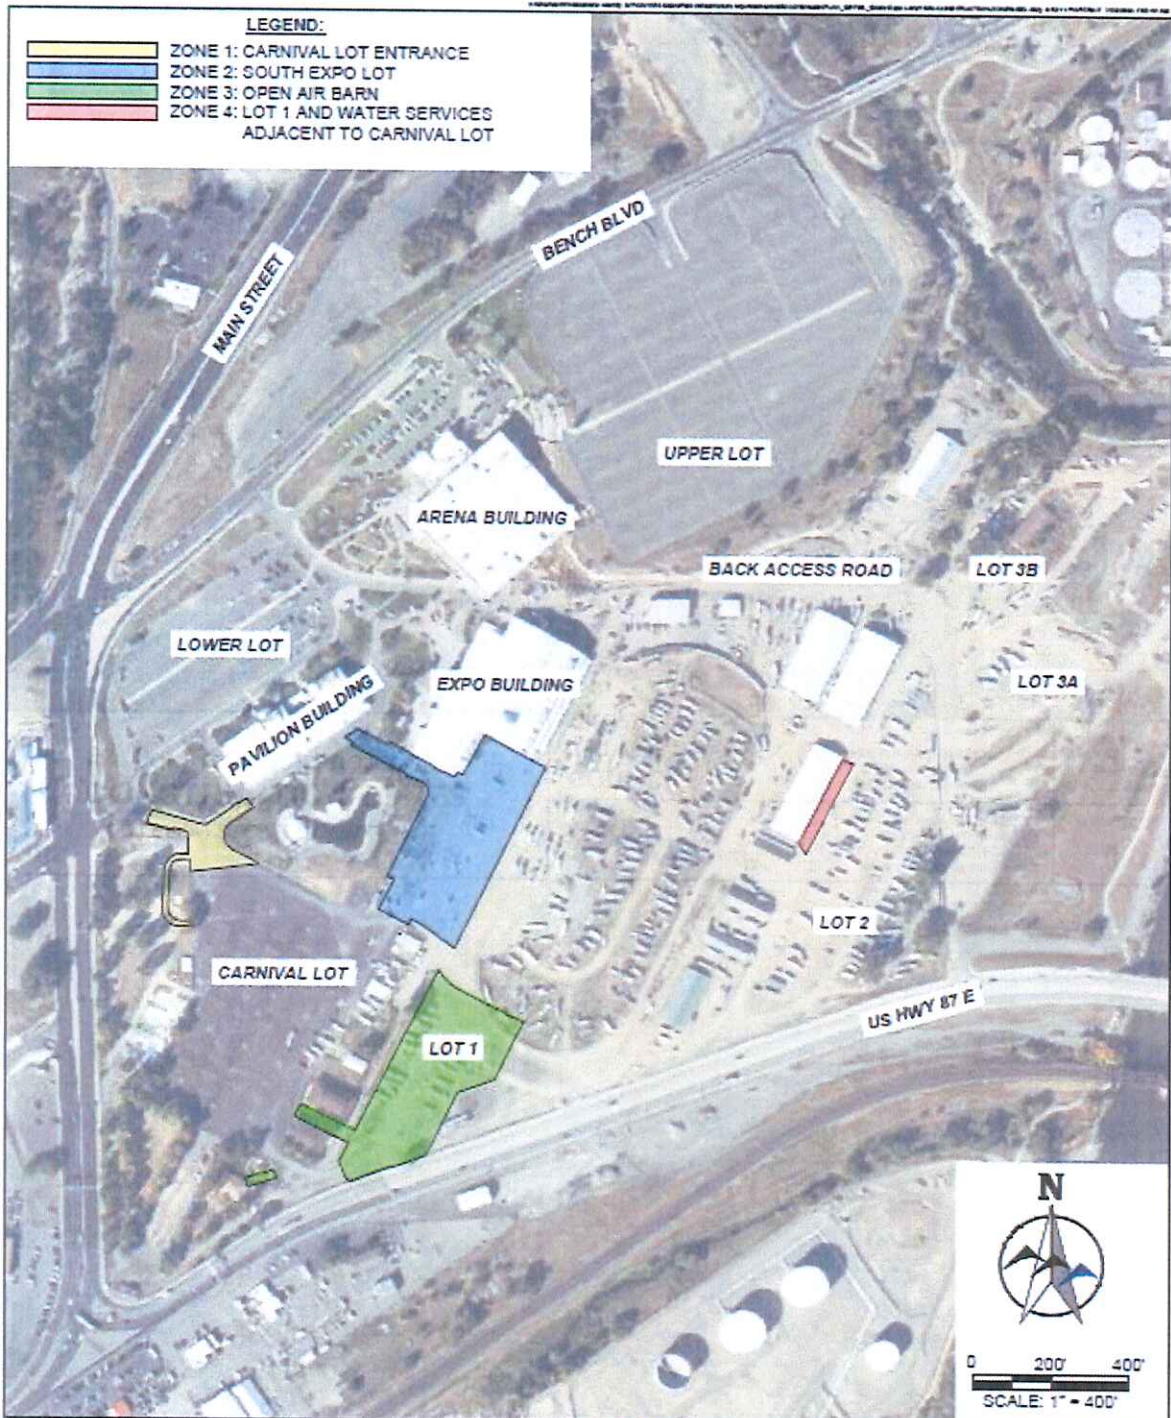 LEGEND:
ZONE 1: CARNIVAL LOT ENTRANCE
ZONE 2: SOUTH EXPO LOT
ZONE 3: OPEN AIR BARN
ZONE 4: LOT 1 AND WATER SERVICES
ADJACENT TO CARNIVAL LOT
BENCH BLVD
MAIN STREET
UPPER LOT
ARENA BUILDING
BACK ACCESS ROAD
LOT 3B
LOWER LOT
EXPO BUILDING
LOT 3A
PAVILION BUILDING
LOT 2
CARNIVAL LOT
US HWY 87 E
LOT 1
N
0 200' 400'
SCALE: 1" = 400'